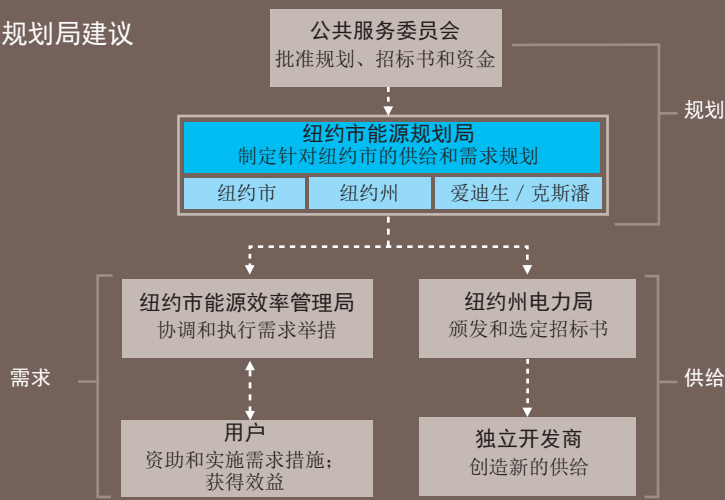 规划局建议
公共服务委员会
批准规划、招标书和资金
规划
纽约市能源规划局
制定针对纽约市的供给和需求规划
纽约市
纽约州
爱迪生 / 克斯潘
纽约市能源效率管理局
协调和执行需求举措
纽约州电力局
颁发和选定招标书
需求
供给
用户
资助和实施需求措施；
获得效益
独立开发商
创造新的供给